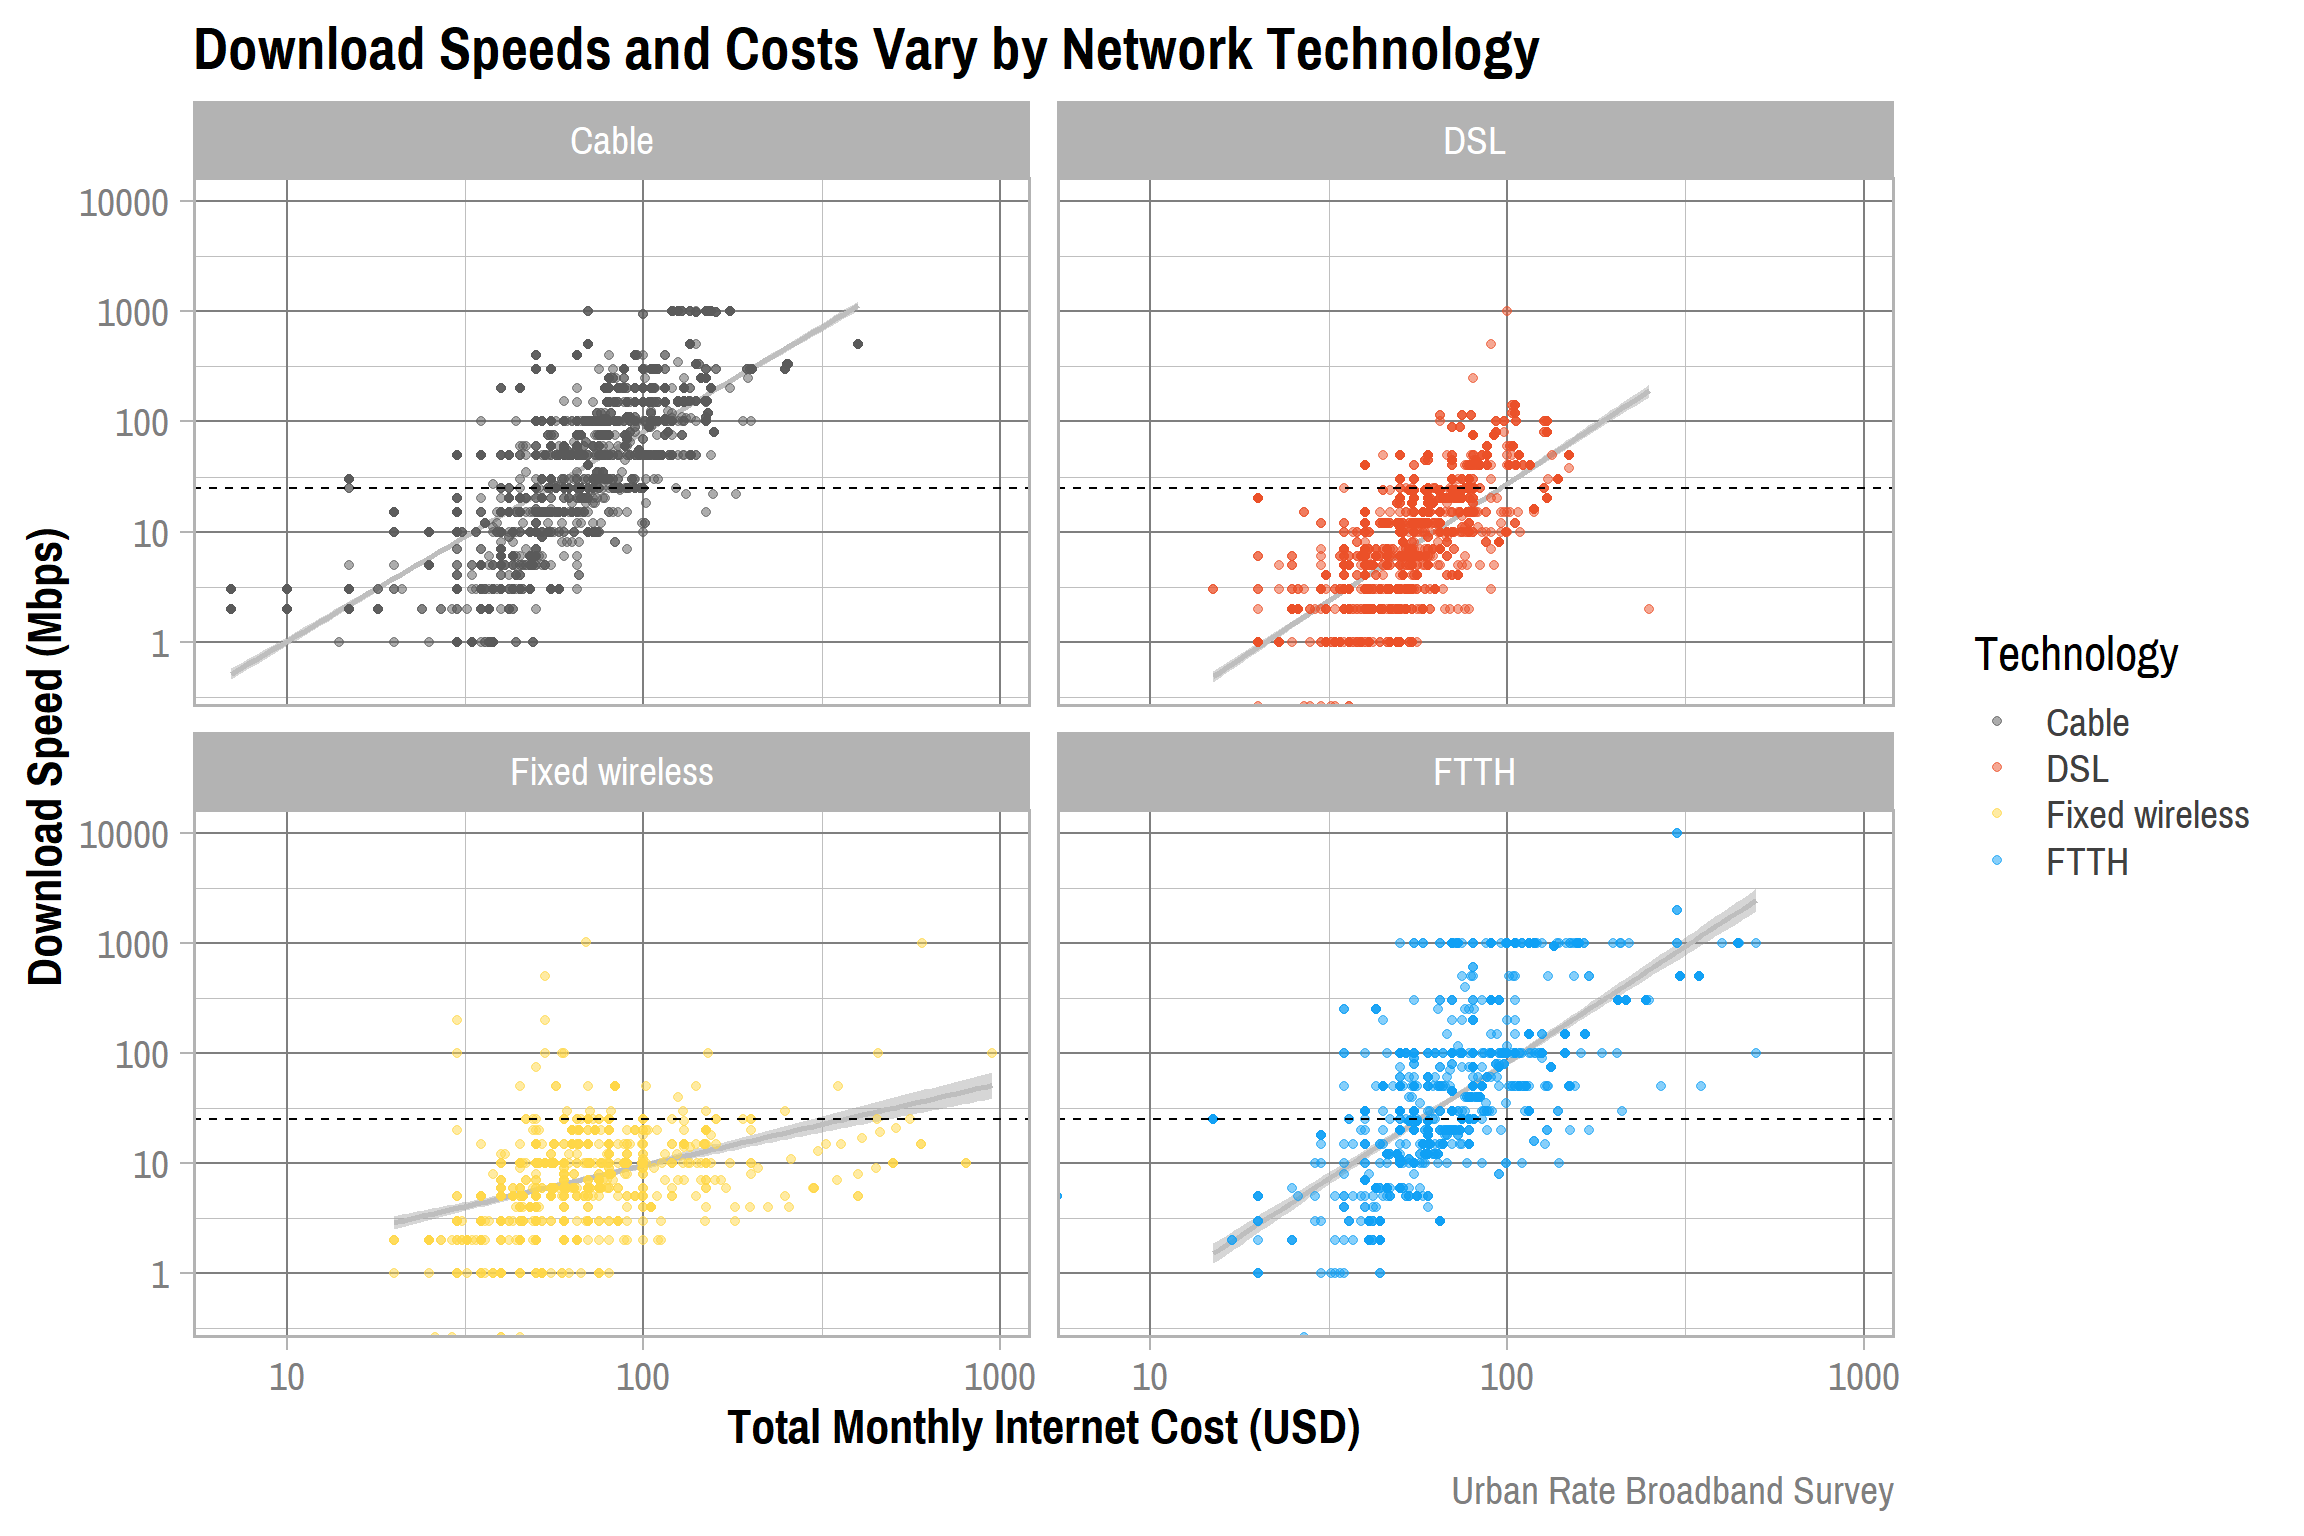 Download Speeds and Costs Vary by Network Technology
Cable
DSL
10000
1000
100
10
1
Fixed wireless
FTTH
10000
1000
100
10
1
10
100
1000
10
100
1000
Download Speed (Mbps)
Total Monthly Internet Cost (USD)
Technology
Cable
DSL
Fixed wireless
FTTH
Urban Rate Broadband Survey